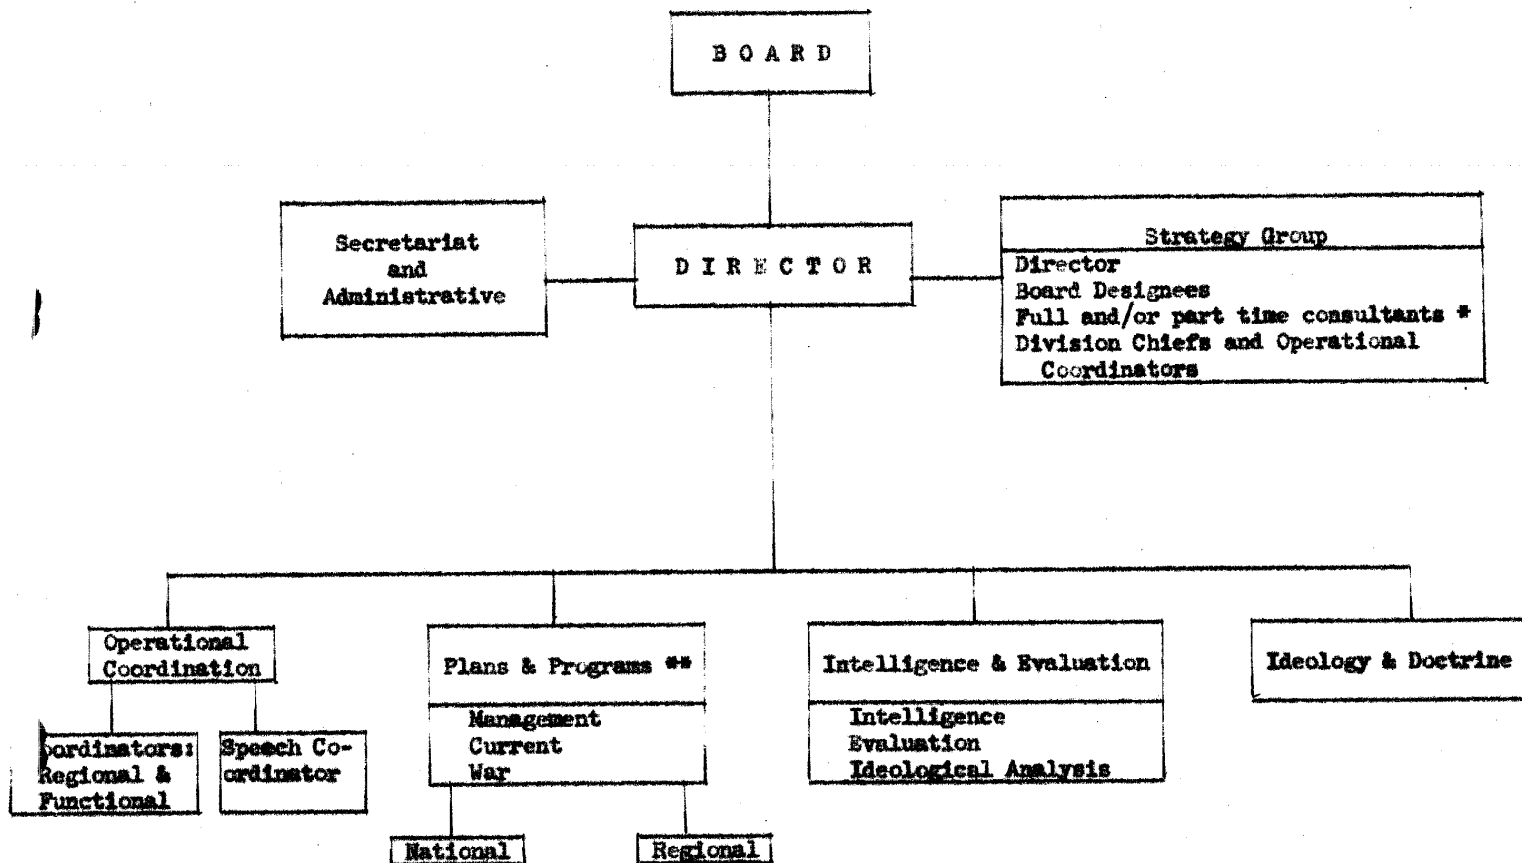 B O A R D
Secretariat
and
Administrative
D I R E C T O R
Strategy Group
Director
Board Designees
Full and/or part time consultants *
Division Chiefs and Operational
Coordinators
Operational
Coordination
oordinators:
Regional &
Functional
Speech Co-
ordinator
Plans & Programs **
Management
Current
War
National
Regional
Intelligence & Evaluation
Intelligence
Evaluation
Ideological Analysis
Ideology & Doctrine